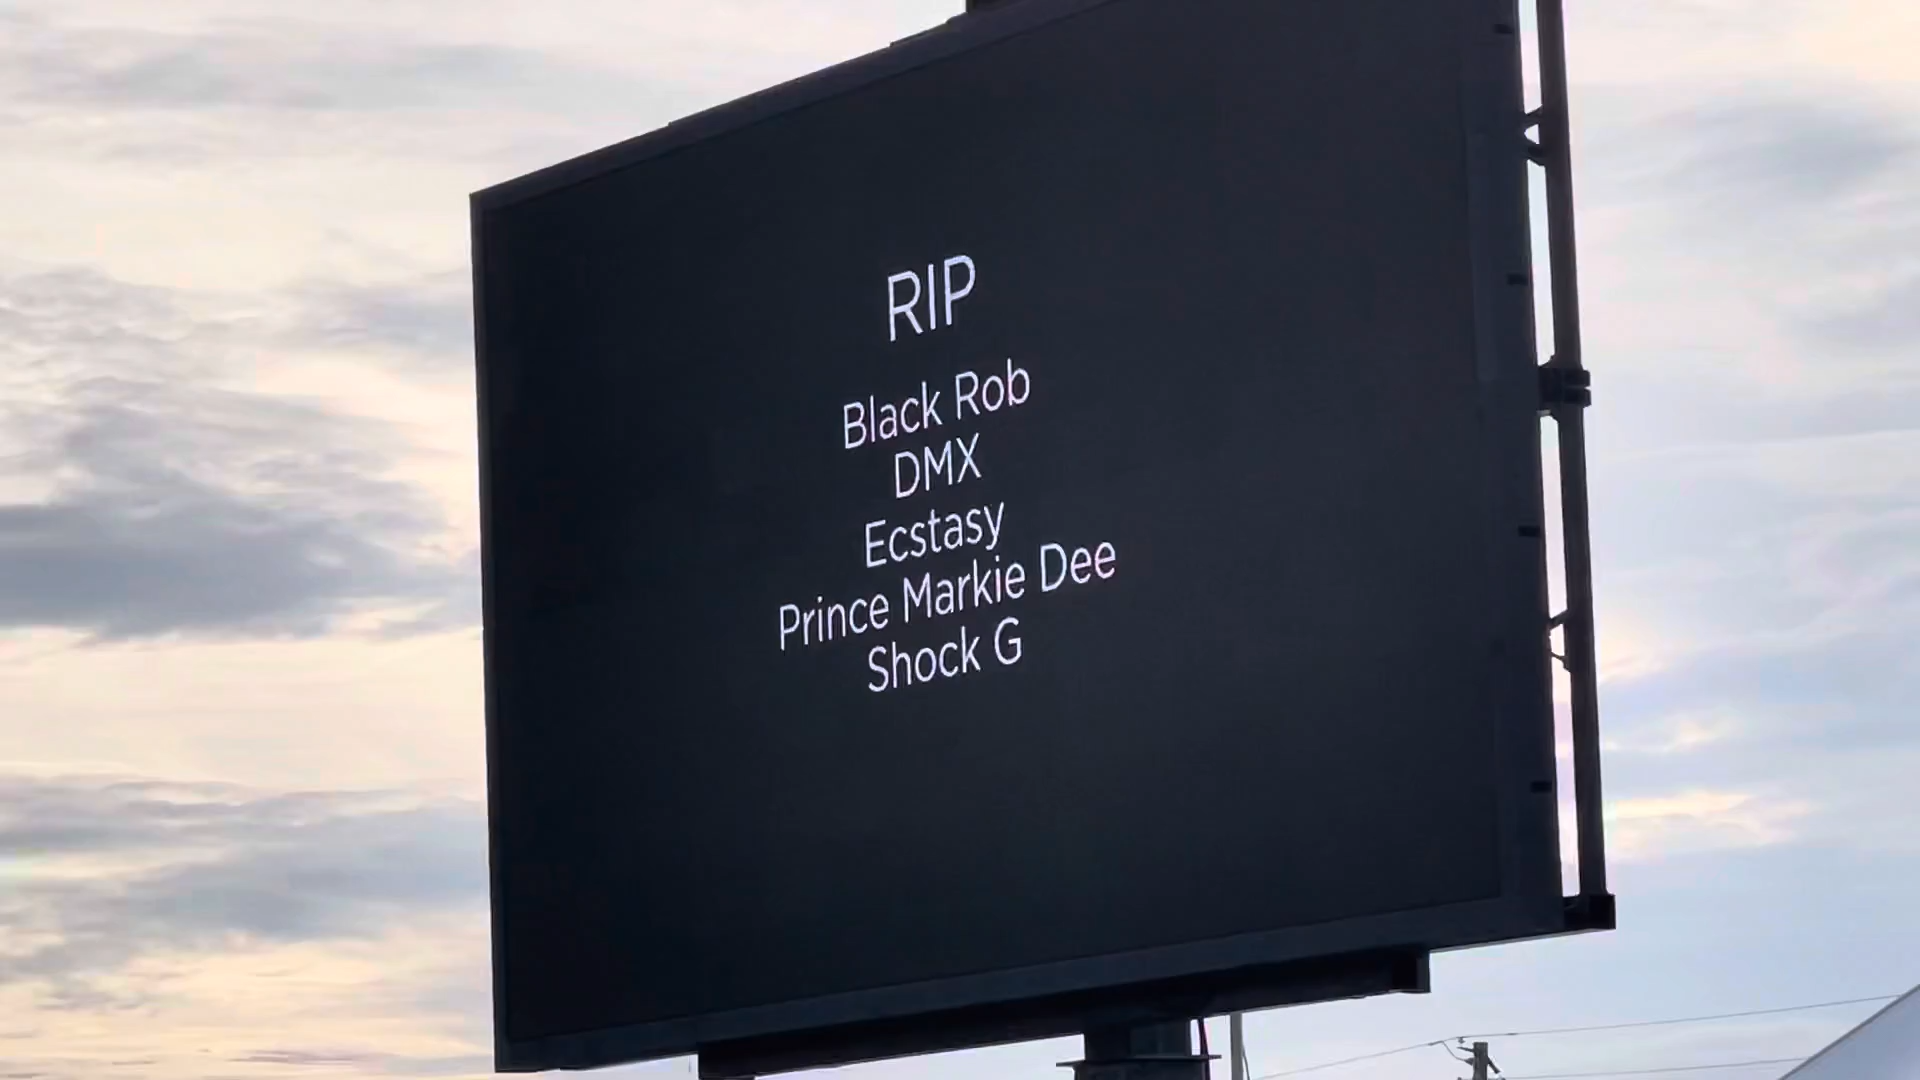 RIP
Black Rob
DMX
Ecstasy
Prince Markie Dee
Shock G